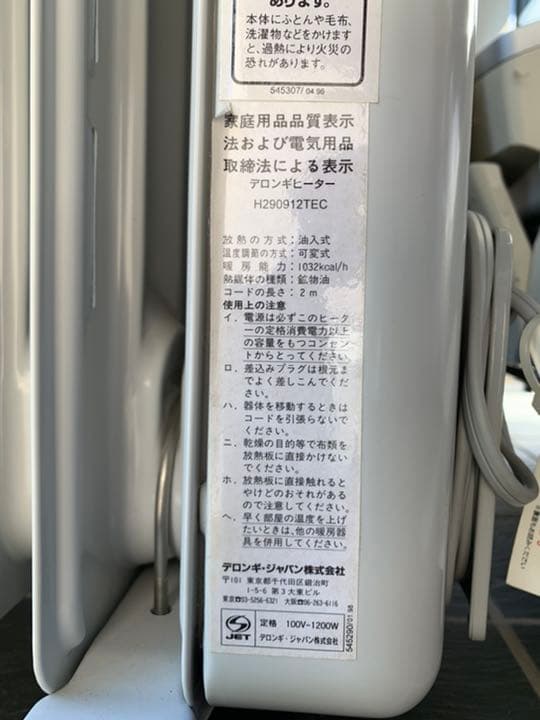 あります。
本体にふとんや毛布、
洗濯物などをかけます
と、過熱により火災の
恐れがあります。
545307/04 96
家庭用品品質表示
法および電気用品
取締法による表示
デロンギヒーター
H290912TEC
放熱の方式：油入式
温度調節の方式：可変式
暖房能力：1032kcal/h
熱媒体の種類：鉱物油
コードの長さ：2m
使用上の注意
イ．電源は必ずこのヒータ
ーの定格消費電力以上
の容量をもつコンセン
トからとってください。
ロ．差込みプラグは根元ま
でよく差しこんでくだ
さい。
ハ．器体を移動するときは
コードを引張らないで
ください。
ニ．乾燥の目的等で布類を
放熱板に直接かけない
でください。
ホ．放熱板に直接触れると
やけどのおそれがある
ので注意してください。
ヘ．早く部屋の温度を上げ
たいときは、他の暖房器
具を併用してください。
デロンギ・ジャパン株式会社
〒101 東京都千代田区鍛冶町
1-5-6 第3大東ビル
東京☎03-5256-6321 大阪☎06-263-6116
JET
定格 100V-1200W
デロンギ・ジャパン株式会社
545290/01 98